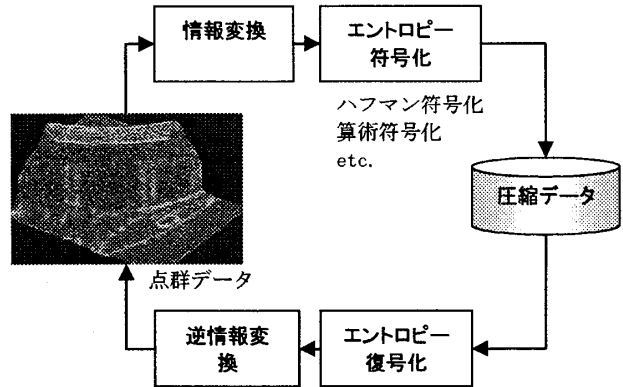 情報変換
エントロピー
符号化
ハフマン符号化
算術符号化
etc.
圧縮データ
点群データ
逆情報変
換
エントロピー
復号化